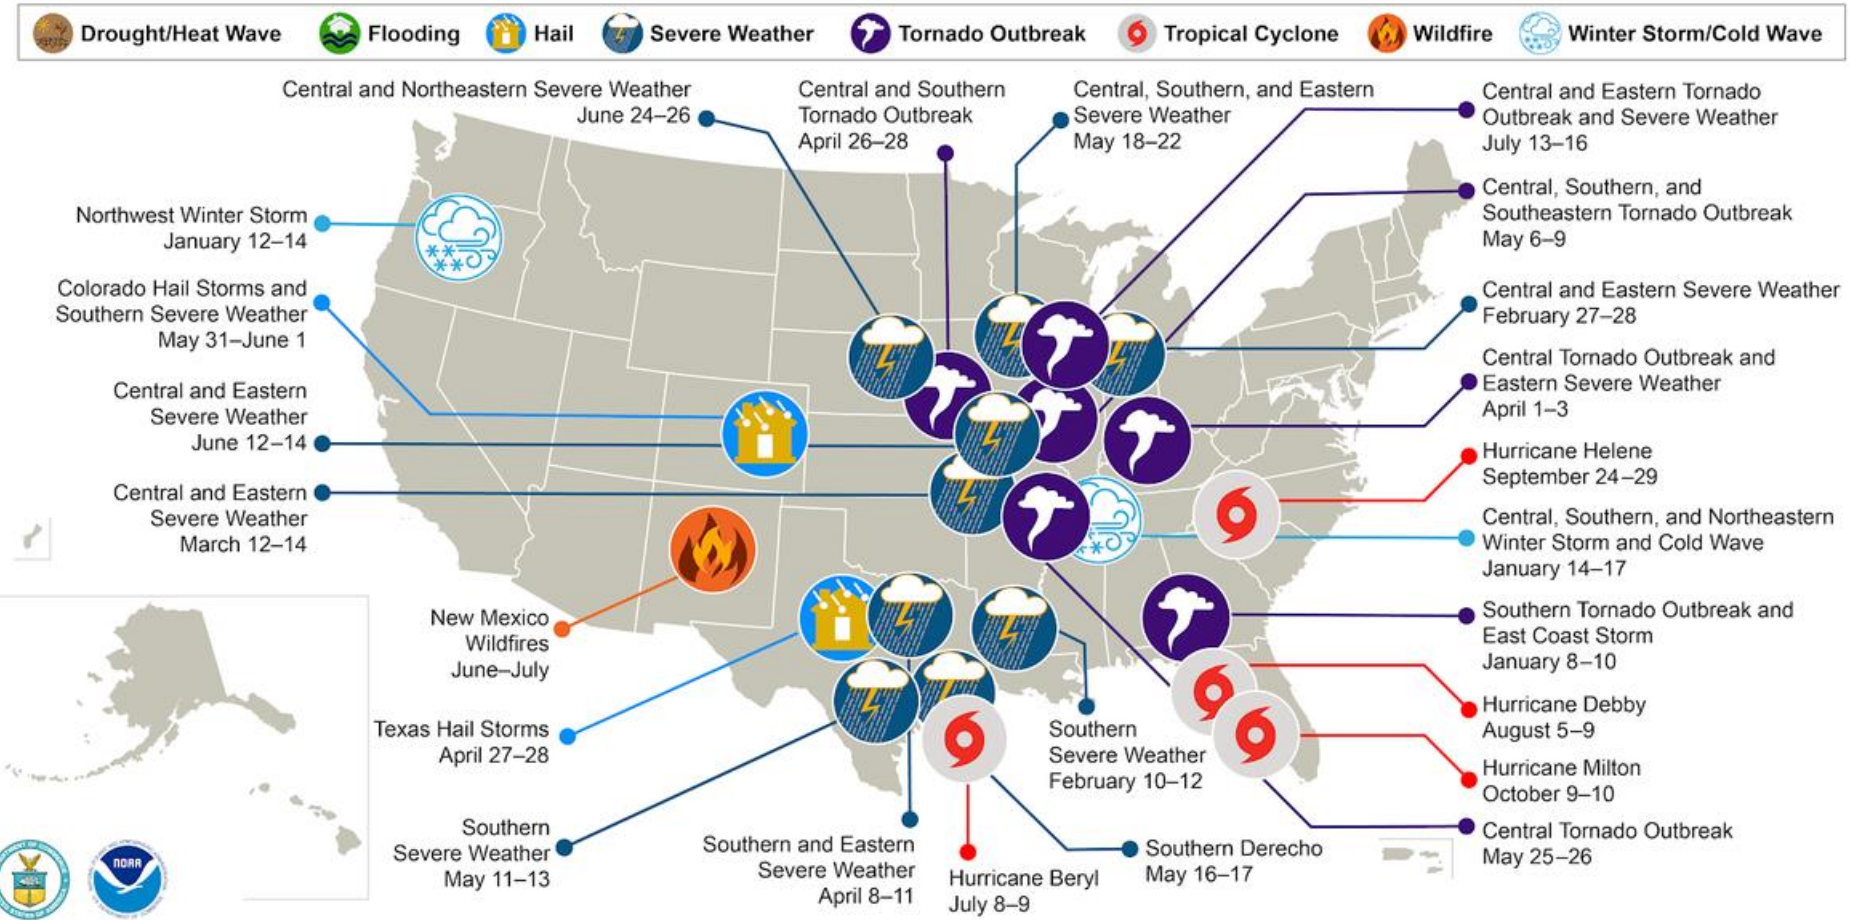 Drought/Heat Wave
Flooding
Hail
Severe Weather
Tornado Outbreak
Tropical Cyclone
Wildfire
Winter Storm/Cold Wave
Central and Northeastern Severe Weather
June 24–26
Central and Southern
Tornado Outbreak
April 26–28
Central, Southern, and Eastern
Severe Weather
May 18–22
Central and Eastern Tornado
Outbreak and Severe Weather
July 13–16
Northwest Winter Storm
January 12–14
Central, Southern, and
Southeastern Tornado Outbreak
May 6–9
Colorado Hail Storms and
Southern Severe Weather
May 31–June 1
Central and Eastern Severe Weather
February 27–28
Central and Eastern
Severe Weather
June 12–14
Central Tornado Outbreak and
Eastern Severe Weather
April 1–3
Hurricane Helene
September 24–29
Central and Eastern
Severe Weather
March 12–14
Central, Southern, and Northeastern
Winter Storm and Cold Wave
January 14–17
New Mexico
Wildfires
June–July
Southern Tornado Outbreak and
East Coast Storm
January 8–10
Texas Hail Storms
April 27–28
Southern
Severe Weather
February 10–12
Hurricane Debby
August 5–9
Hurricane Milton
October 9–10
Southern
Severe Weather
May 11–13
Southern and Eastern
Severe Weather
April 8–11
Hurricane Beryl
July 8–9
Southern Derecho
May 16–17
Central Tornado Outbreak
May 25–26
NOAA